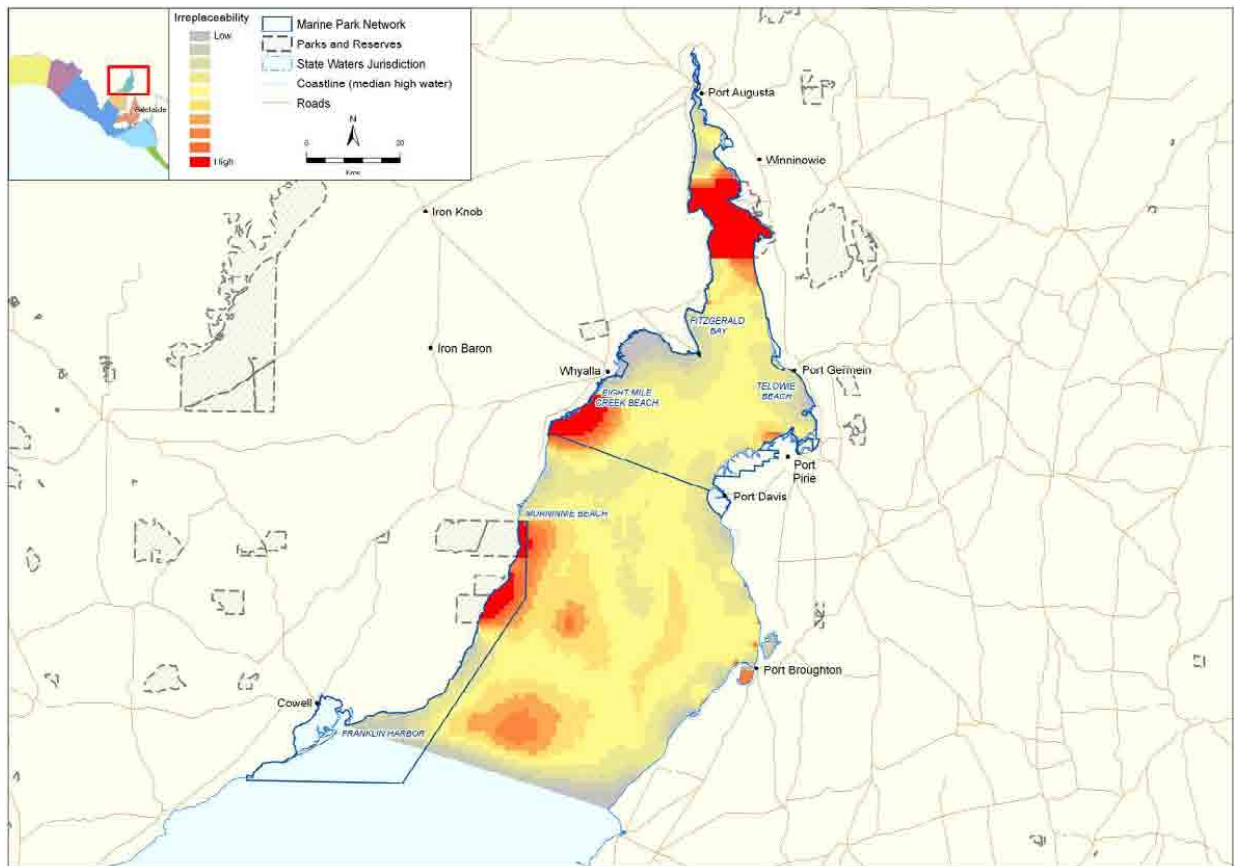 Irreplaceability
Low
High
Marine Park Network
Parks and Reserves
State Waters Jurisdiction
Coastline (median high water)
Roads
N
0
20
Kms
Adelaide
Port Augusta
Winninowie
Iron Knob
FITZGERALD
BAY
Iron Baron
Whyalla
Port Germein
EIGHT MILE
CREEK BEACH
TELOWIE
BEACH
Port
Pirie
Port Davis
MURNINNIE BEACH
Port Broughton
Cowell
FRANKLIN HARBOR